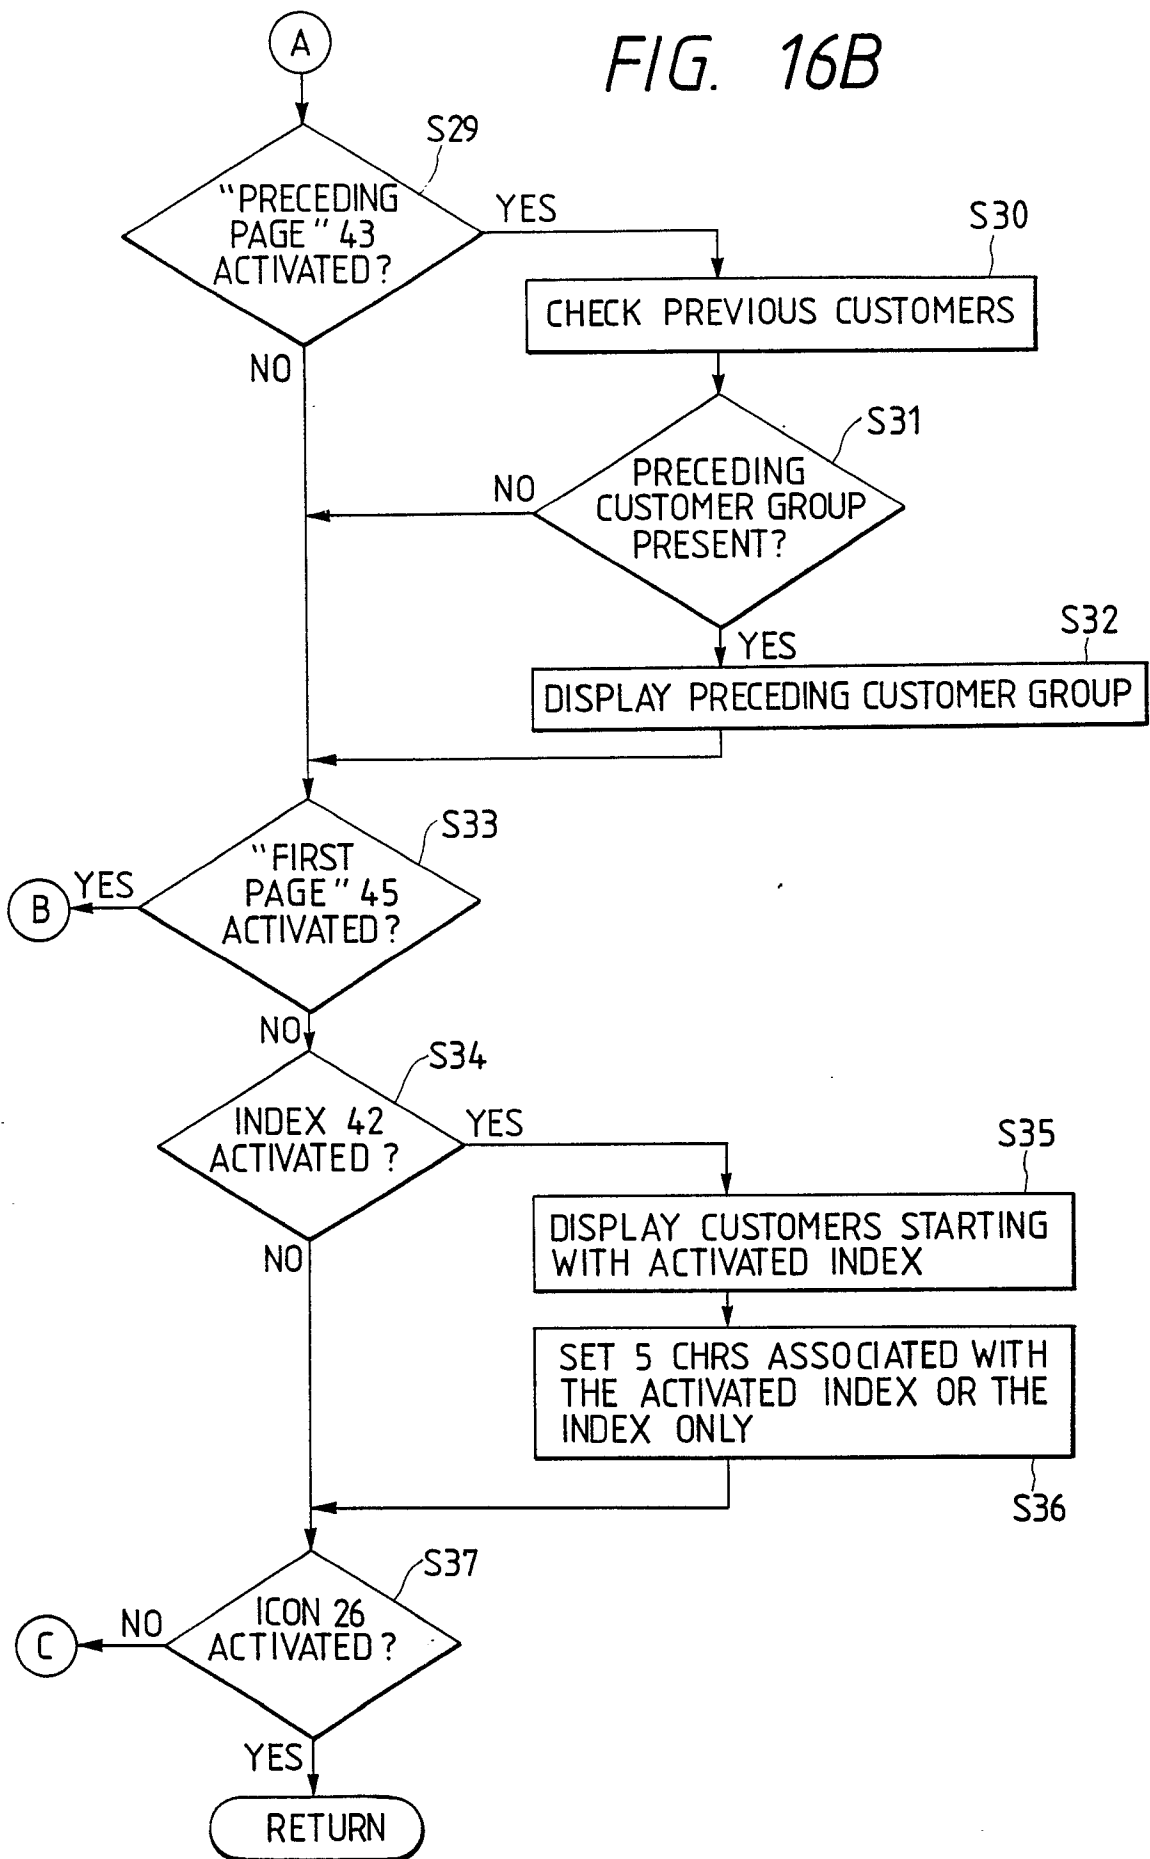 FIG. 16B
A
S29
"PRECEDING
PAGE" 43
ACTIVATED?
YES
NO
S30
CHECK PREVIOUS CUSTOMERS
S31
PRECEDING
CUSTOMER GROUP
PRESENT?
NO
YES
S32
DISPLAY PRECEDING CUSTOMER GROUP
S33
"FIRST
PAGE" 45
ACTIVATED?
YES
B
NO
S34
INDEX 42
ACTIVATED?
YES
NO
S35
DISPLAY CUSTOMERS STARTING
WITH ACTIVATED INDEX
SET 5 CHRS ASSOCIATED WITH
THE ACTIVATED INDEX OR THE
INDEX ONLY
S36
S37
ICON 26
ACTIVATED?
NO
C
YES
RETURN